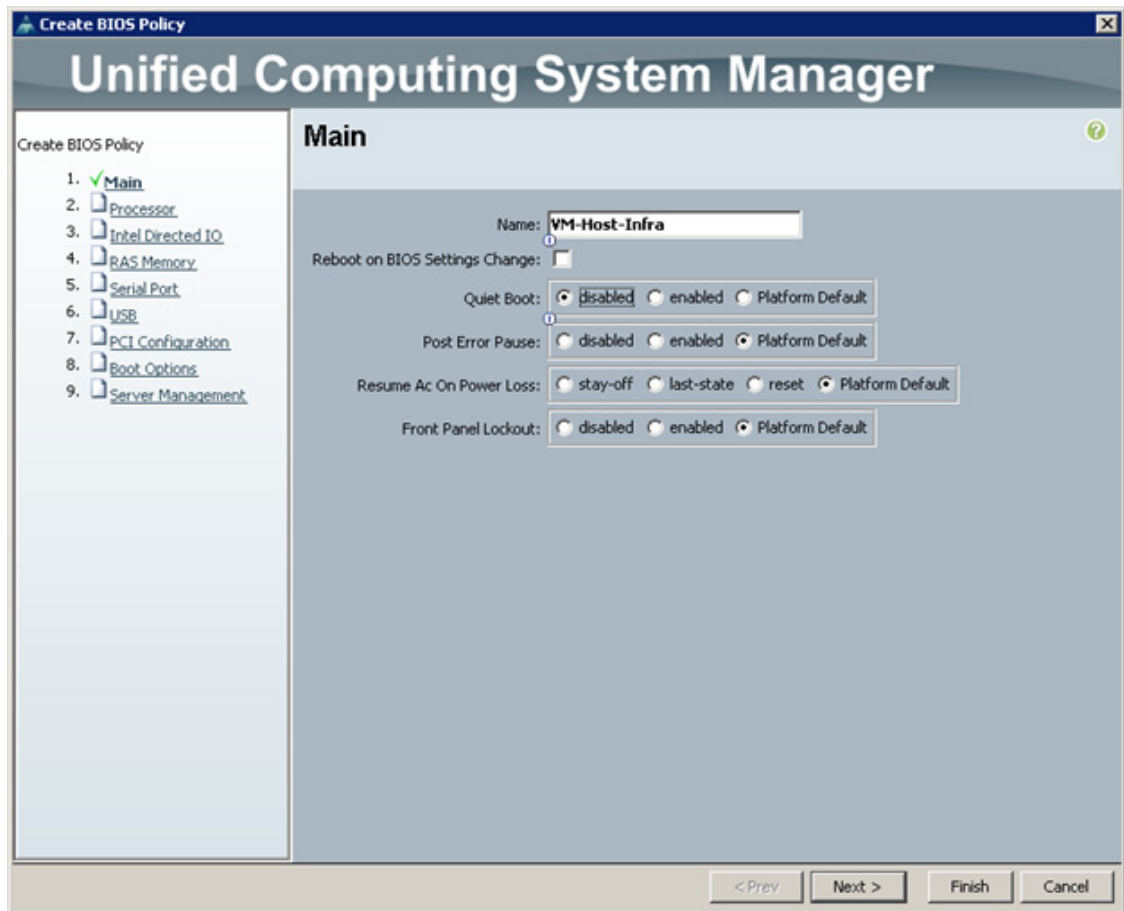 Create BIOS Policy
Unified Computing System Manager
Create BIOS Policy
1. Main
2. Processor
3. Intel Directed IO
4. RAS Memory
5. Serial Port
6. USB
7. PCI Configuration
8. Boot Options
9. Server Management
Main
Name: VM-Host-Infra
Reboot on BIOS Settings Change:
Quiet Boot: disabled enabled Platform Default
Post Error Pause: disabled enabled Platform Default
Resume Ac On Power Loss: stay-off last-state reset Platform Default
Front Panel Lockout: disabled enabled Platform Default
< Prev Next > Finish Cancel